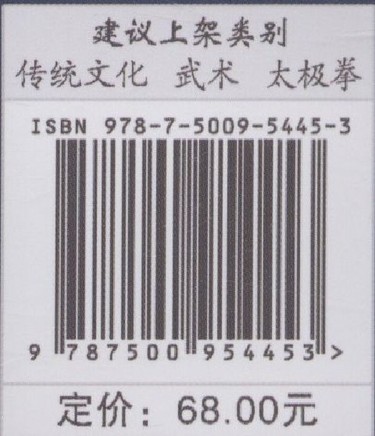 建议上架类别
传统文化 武术 太极拳
ISBN 978-7-5009-5445-3
9 787500 954453 >
定价：68.00元